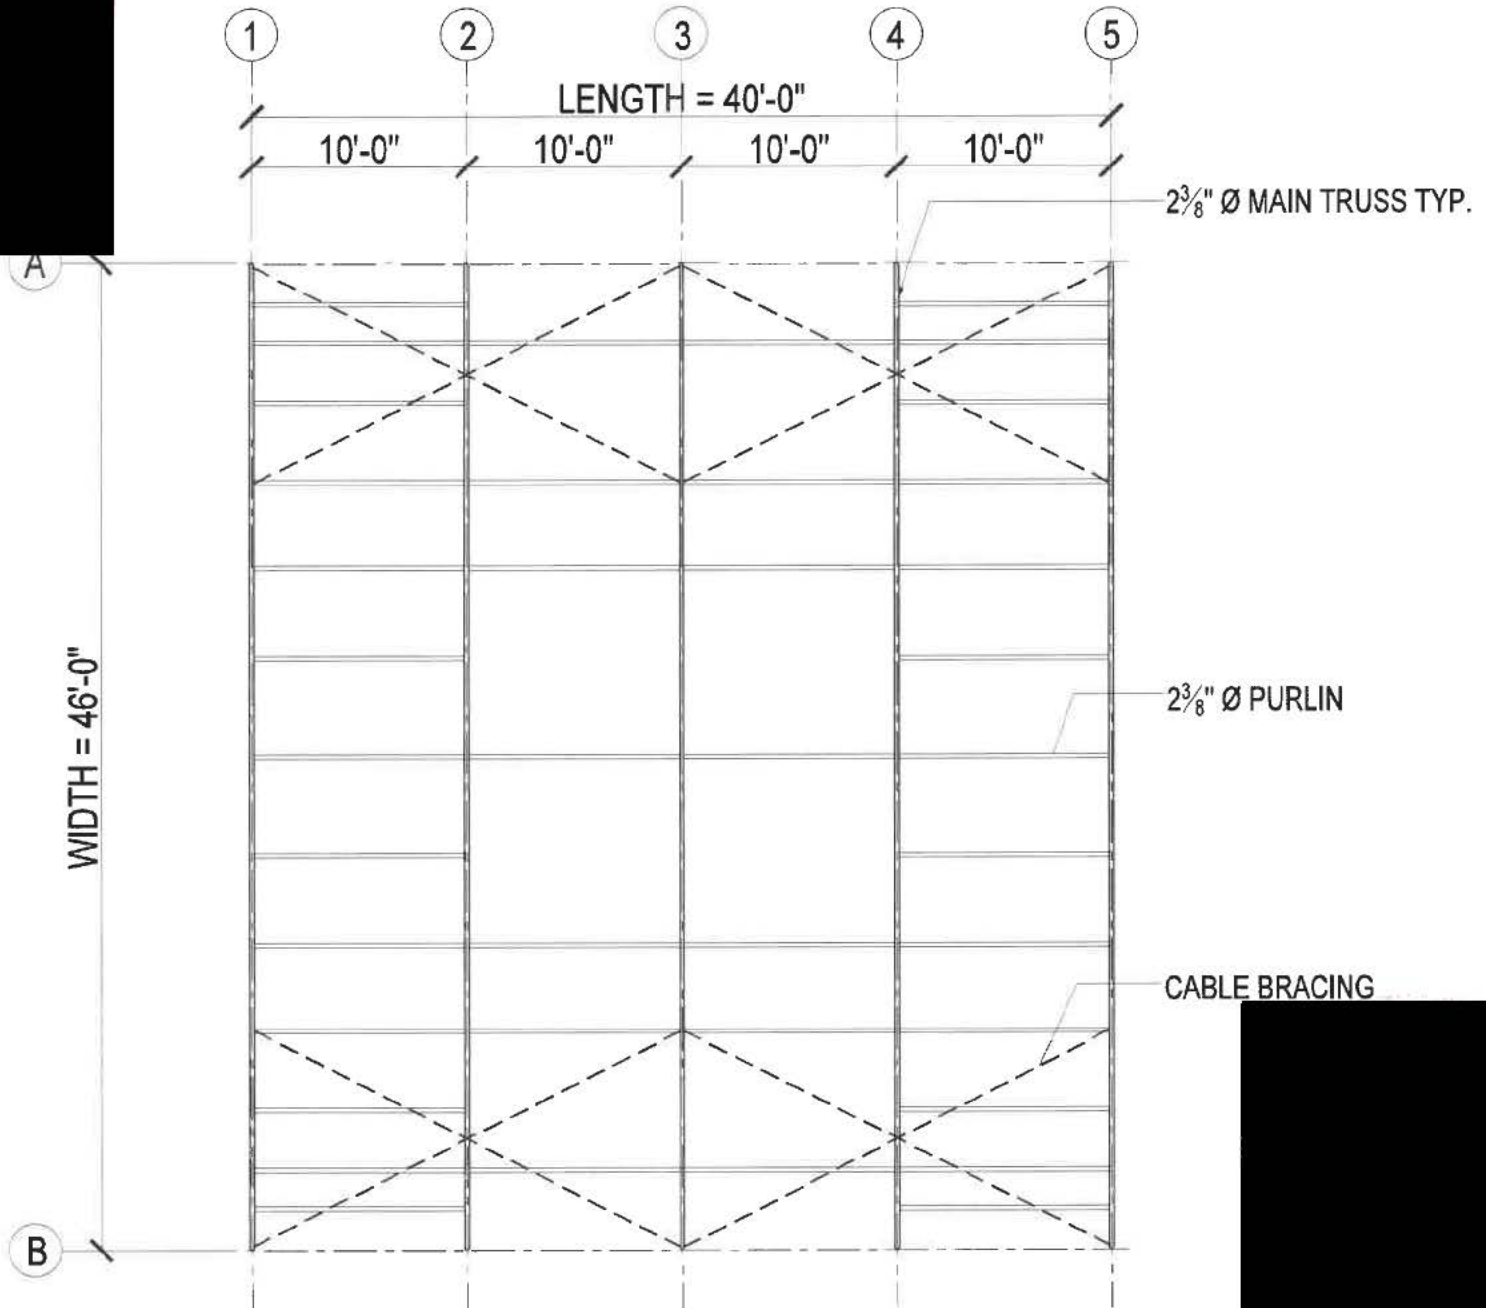 1 2 3 4 5
LENGTH = 40'-0"
10'-0" 10'-0" 10'-0" 10'-0"
2⅜" Ø MAIN TRUSS TYP.
A
WIDTH = 46'-0"
2⅜" Ø PURLIN
CABLE BRACING
B